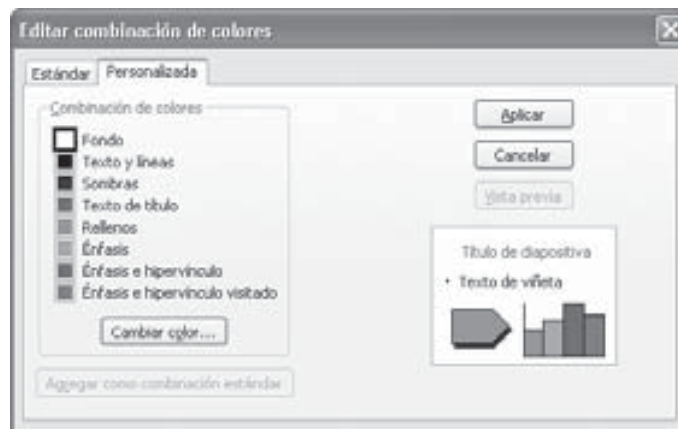 Editar combinación de colores
Estándar
Personalizada
Combinación de colores
Fondo
Texto y líneas
Sombras
Texto de título
Rellenos
Énfasis
Énfasis e hipervínculo
Énfasis e hipervínculo visitado
Cambiar color...
Agregar como combinación estándar
Aplicar
Cancelar
Vista previa
Título de diapositiva
• Texto de viñeta